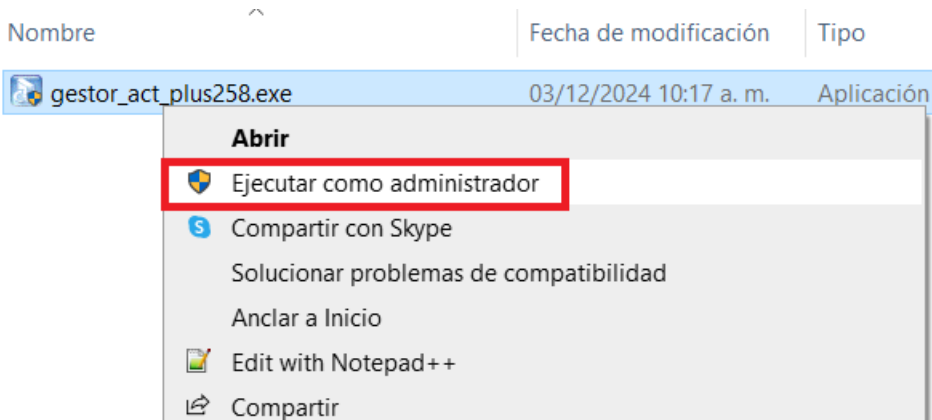 Nombre Fecha de modificación Tipo
gestor_act_plus258.exe 03/12/2024 10:17 a. m. Aplicación
Abrir
Ejecutar como administrador
Compartir con Skype
Solucionar problemas de compatibilidad
Anclar a Inicio
Edit with Notepad++
Compartir